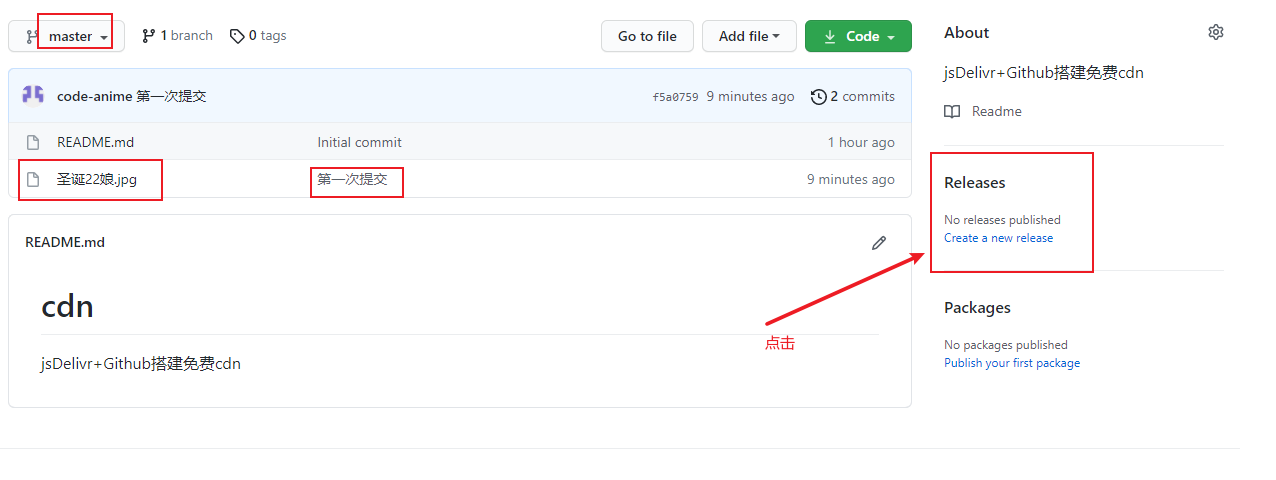 master
1 branch
0 tags
Go to file
Add file
Code
code-anime 第一次提交
f5a0759 9 minutes ago
2 commits
README.md Initial commit 1 hour ago
圣诞22娘.jpg 第一次提交 9 minutes ago
README.md
cdn
jsDelivr+Github搭建免费cdn
点击
About
jsDelivr+Github搭建免费cdn
Readme
Releases
No releases published
Create a new release
Packages
No packages published
Publish your first package